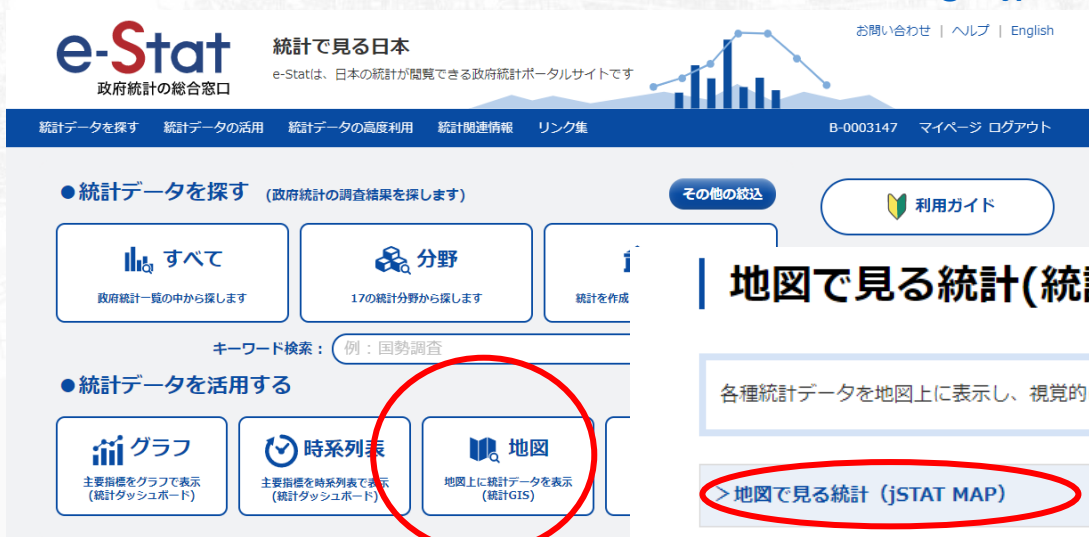 お問い合わせ | ヘルプ | English
e-Stat
政府統計の総合窓口
統計で見る日本
e-Statは、日本の統計が閲覧できる政府統計ポータルサイトです
統計データを探す 統計データの活用 統計データの高度利用 統計関連情報 リンク集
B-0003147 マイページ ログアウト
●統計データを探す (政府統計の調査結果を探します)
その他の絞込
利用ガイド
すべて
政府統計一覧の中から探します
分野
17の統計分野から探します
統計を作成
キーワード検索: 例:国勢調査
●統計データを活用する
グラフ
主要指標をグラフで表示
(統計ダッシュボード)
時系列表
主要指標を時系列表で表示
(統計ダッシュボード)
地図
地図上に統計データを表示
(統計GIS)
地図で見る統計(統
各種統計データを地図上に表示し、視覚的
>地図で見る統計(jSTAT MAP)